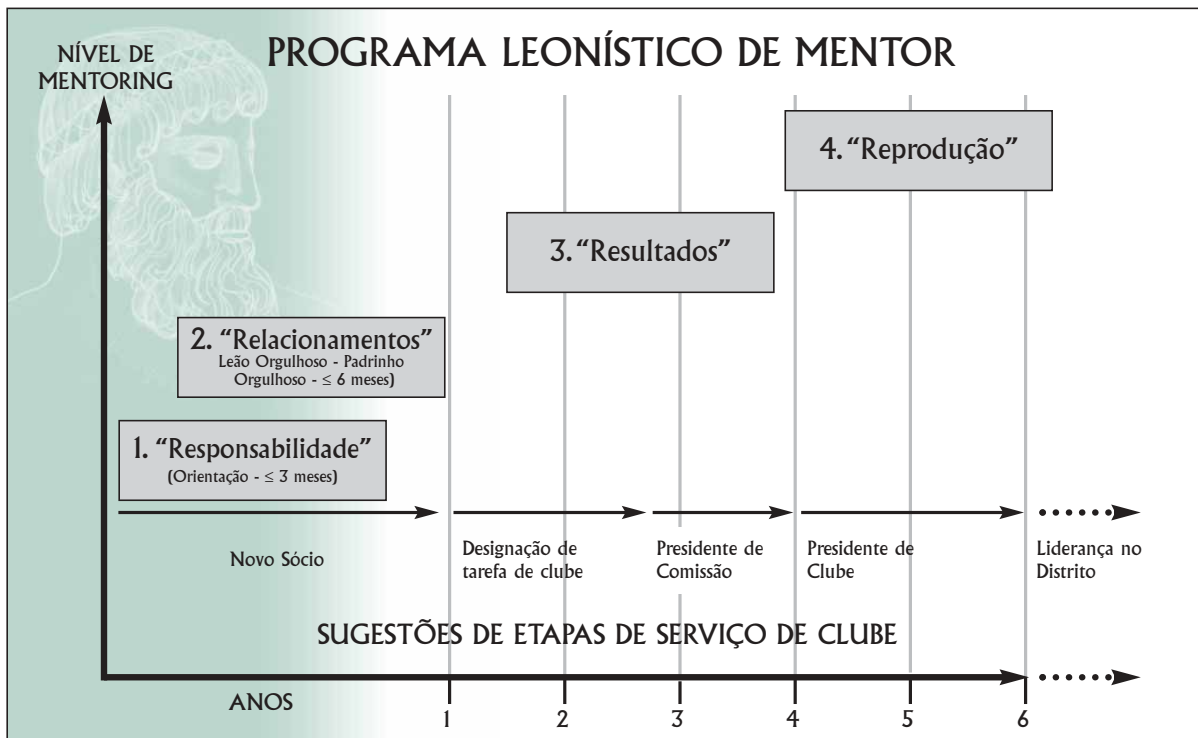 PROGRAMA LEONÍSTICO DE MENTOR
NÍVEL DE
MENTORING
4. “Reprodução”
3. “Resultados”
2. “Relacionamentos”
Leão Orgulhoso - Padrinho
Orgulhoso - ≤ 6 meses)
1. “Responsabilidade”
(Orientação - ≤ 3 meses)
Novo Sócio
Designação de
tarefa de clube
Presidente de
Comissão
Presidente de
Clube
Liderança no
Distrito
SUGESTÕES DE ETAPAS DE SERVIÇO DE CLUBE
ANOS
1 2 3 4 5 6